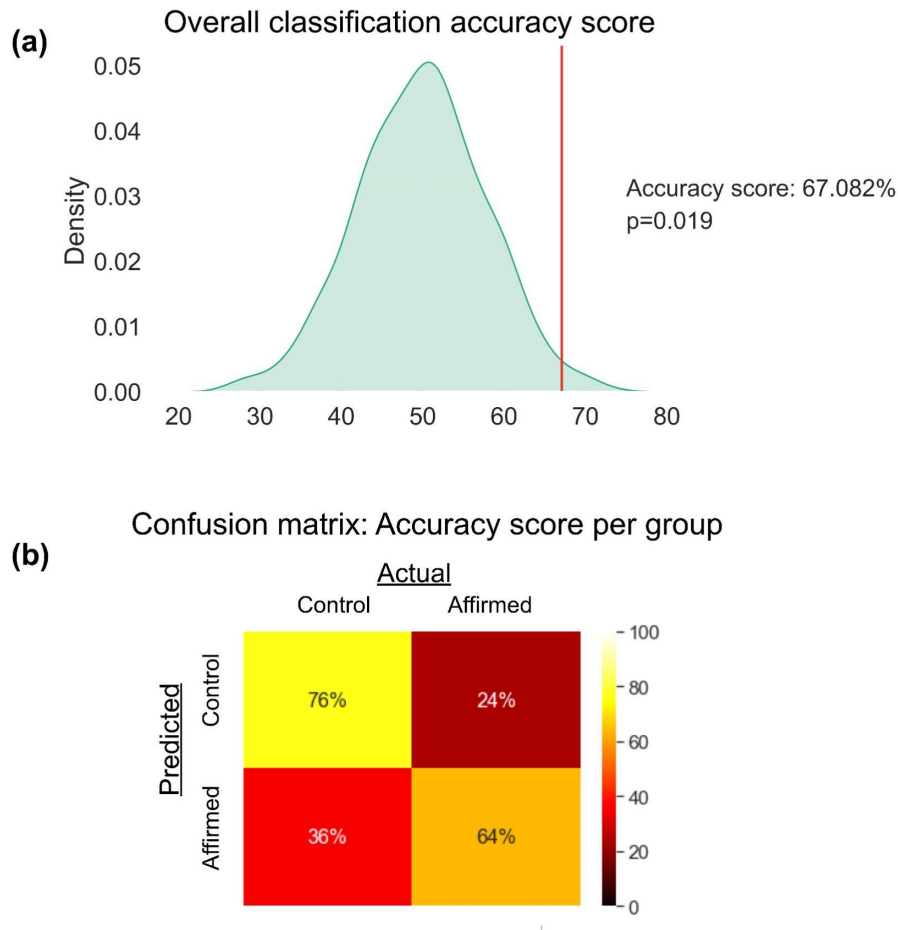 Overall classification accuracy score
(a)
0.05
0.04
0.03
0.02
0.01
0.00
Density
20 30 40 50 60 70 80
Accuracy score: 67.082%
p=0.019
Confusion matrix: Accuracy score per group
(b)
Actual
Control Affirmed
Predicted
Control
Affirmed
76% 24%
36% 64%
100
80
60
40
20
0